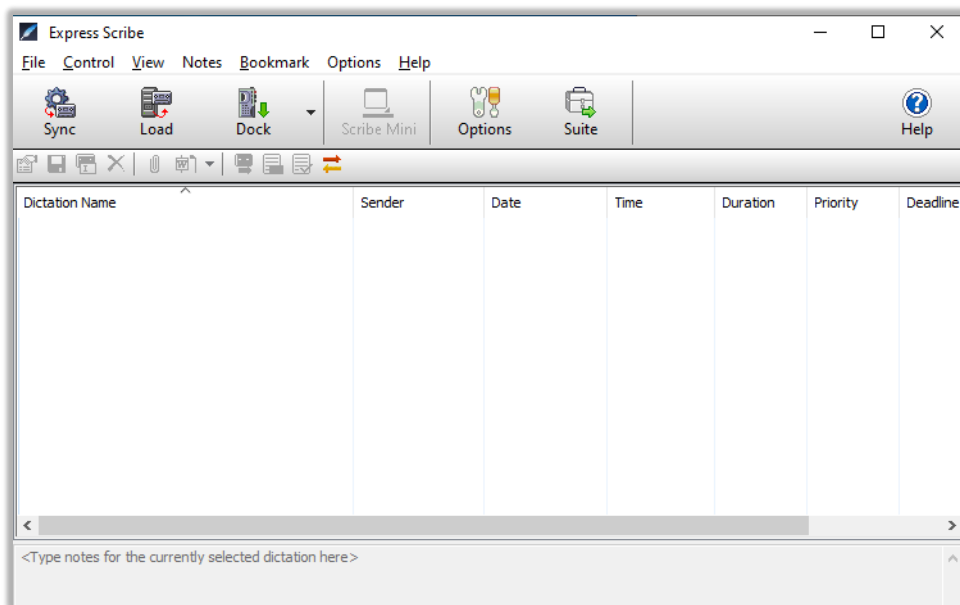 Express Scribe
File Control View Notes Bookmark Options Help
Sync Load Dock Scribe Mini Options Suite Help
Dictation Name Sender Date Time Duration Priority Deadline
<Type notes for the currently selected dictation here>